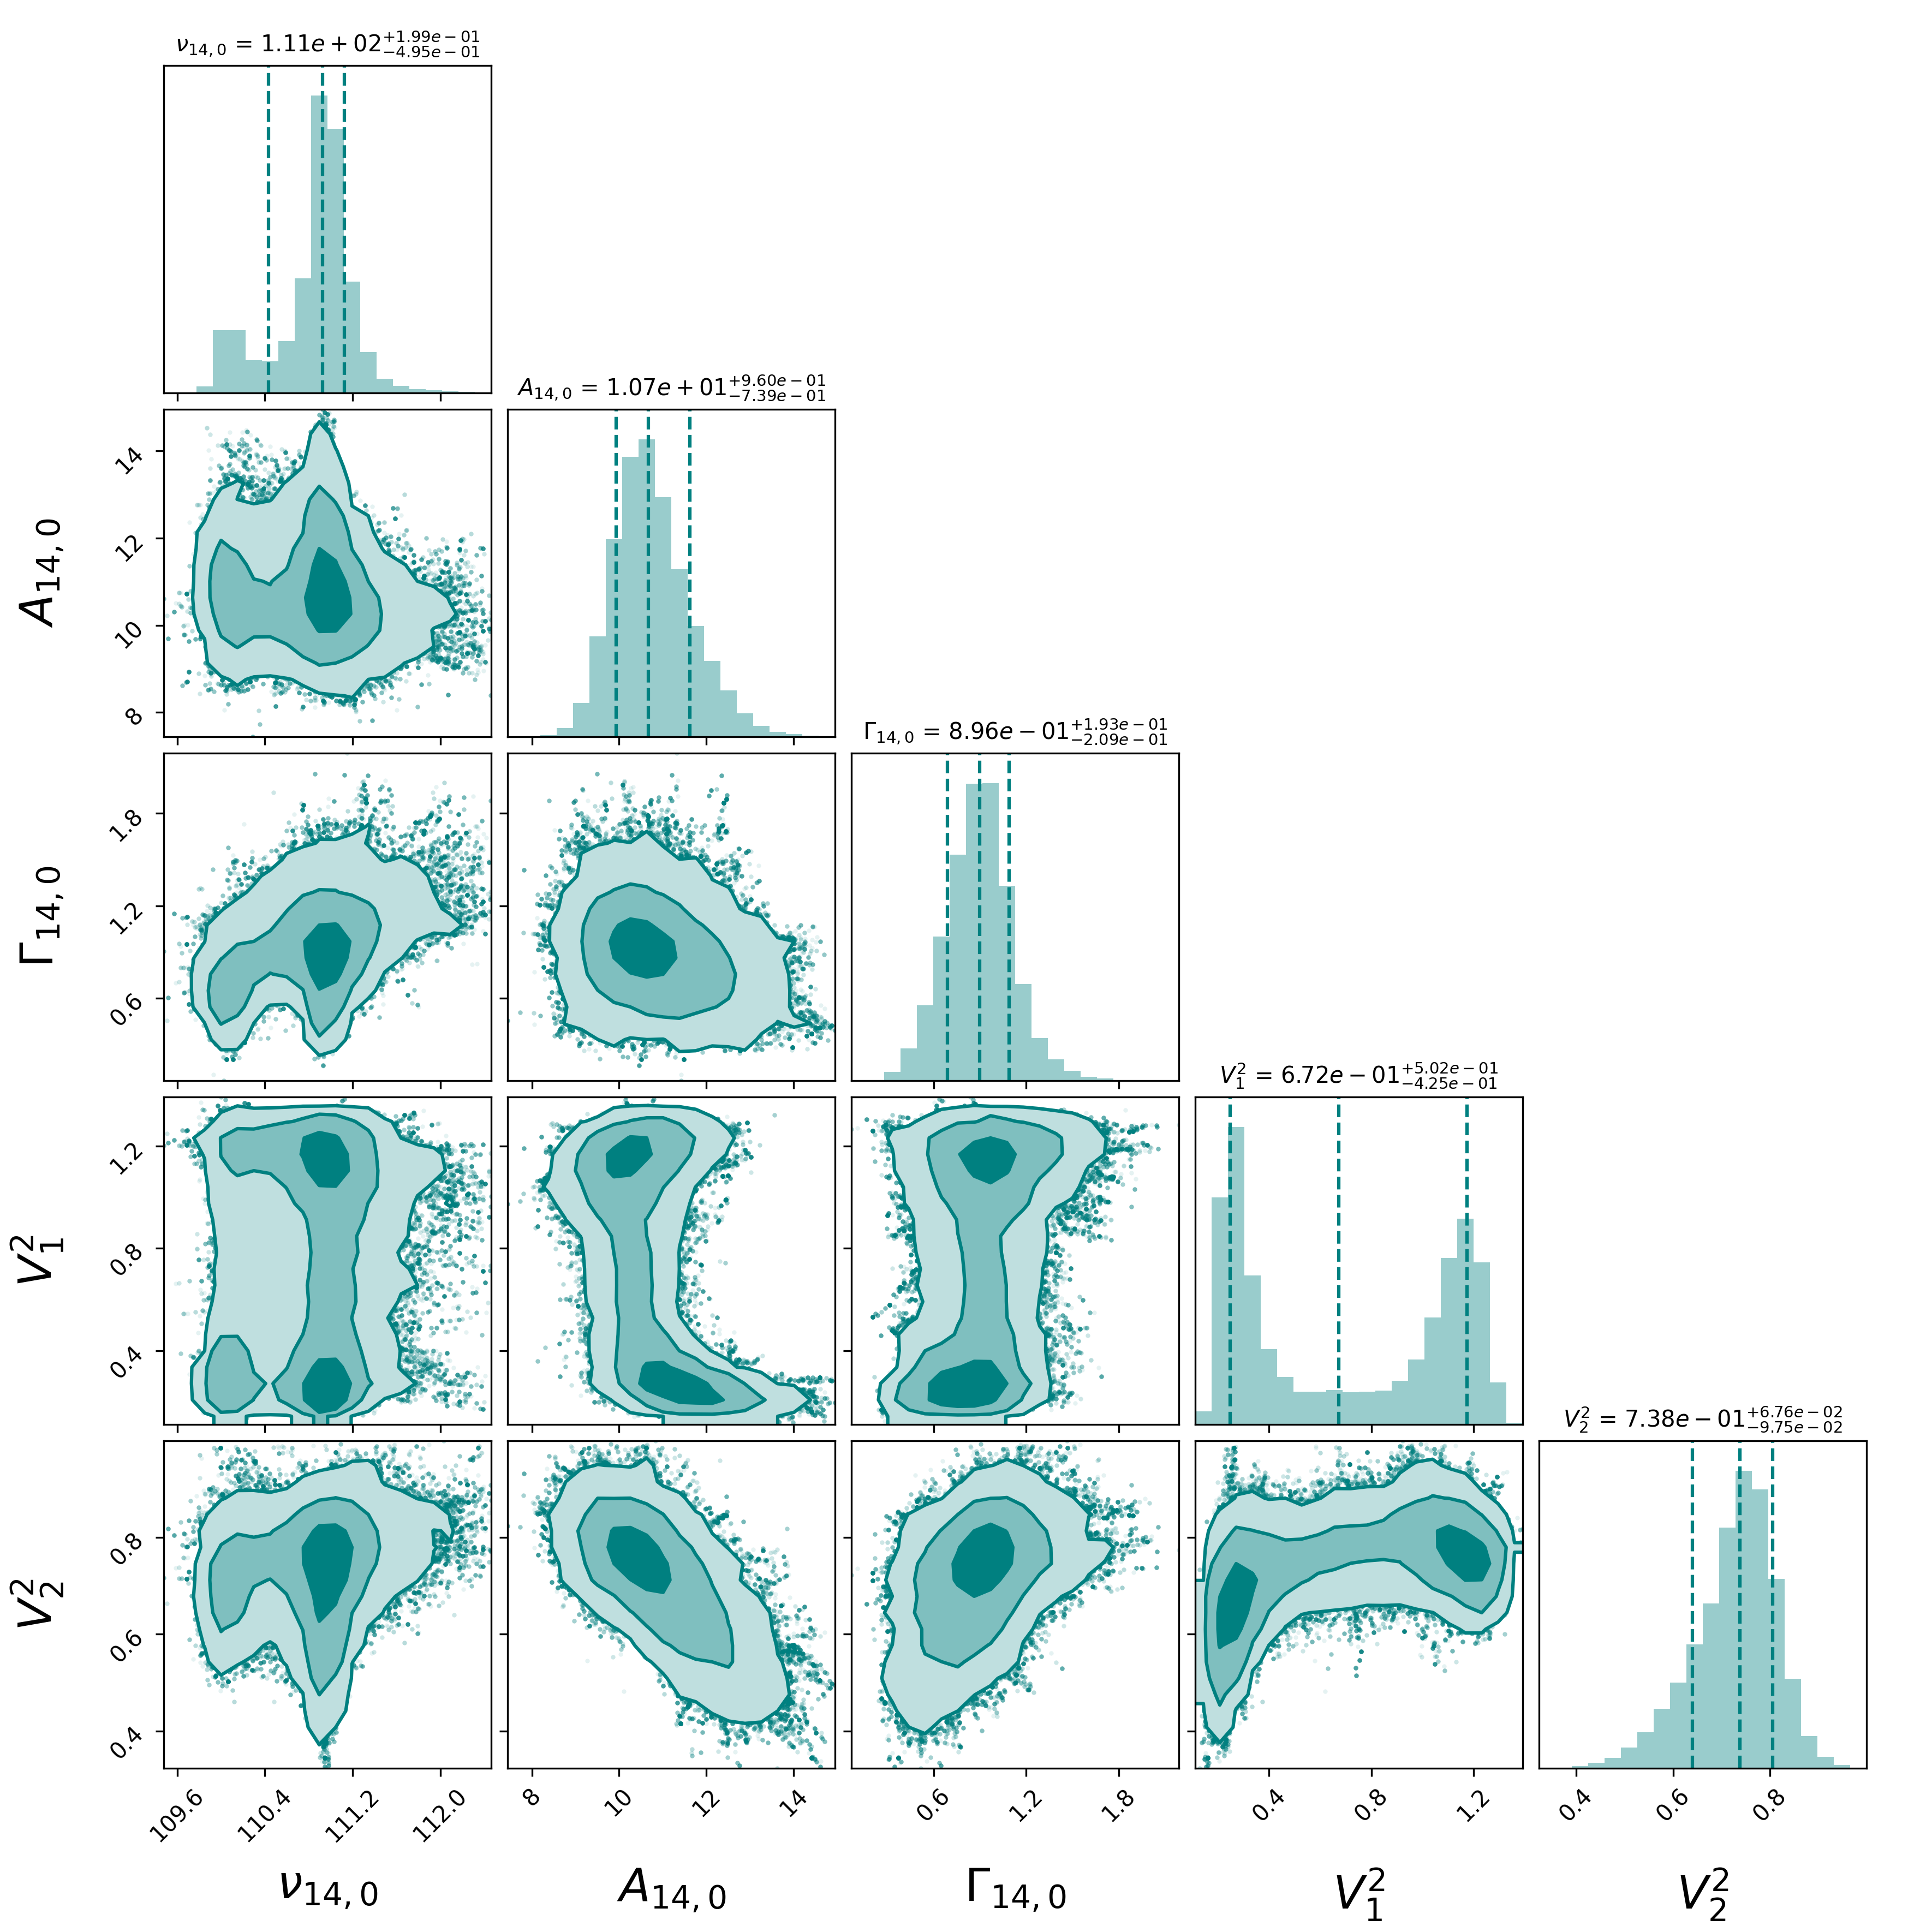 ν14, 0 = 1.11e + 02 +1.99e − 01 −4.95e − 01
A14, 0 = 1.07e + 01 +9.60e − 01 −7.39e − 01
14
12
10
8
A14, 0
Γ14, 0 = 8.96e − 01 +1.93e − 01 −2.09e − 01
1.8
1.2
0.6
Γ14, 0
V1² = 6.72e − 01 +5.02e − 01 −4.25e − 01
1.2
0.8
0.4
V1²
V2² = 7.38e − 01 +6.76e − 02 −9.75e − 02
0.8
0.6
0.4
V2²
109.6 110.4 111.2 112.0 8 10 12 14 0.6 1.2 1.8 0.4 0.8 1.2 0.4 0.6 0.8
ν14, 0 A14, 0 Γ14, 0 V1² V2²